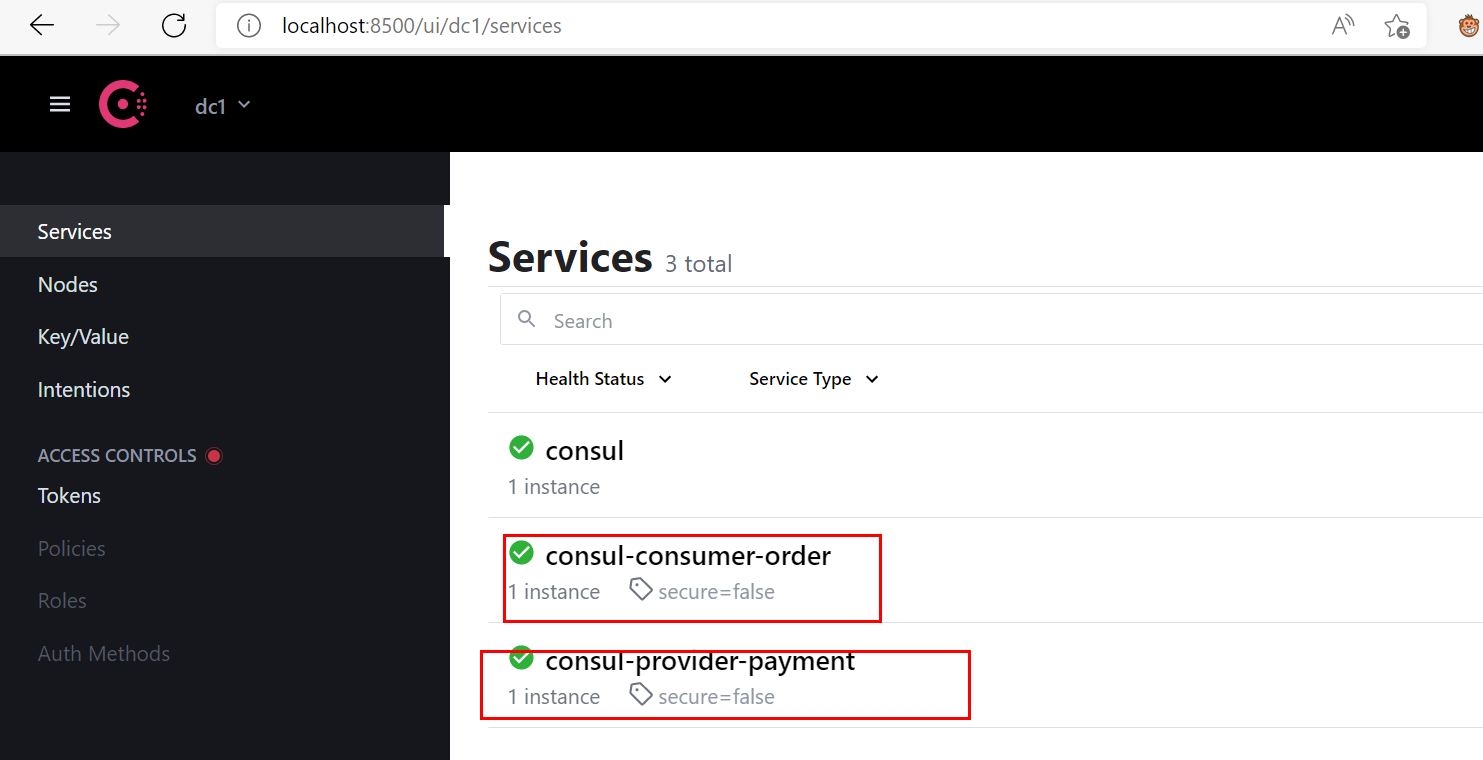 localhost:8500/ui/dc1/services
dc1
Services
Nodes
Key/Value
Intentions
ACCESS CONTROLS
Tokens
Policies
Roles
Auth Methods
Services 3 total
Search
Health Status Service Type
consul
1 instance
consul-consumer-order
1 instance secure=false
consul-provider-payment
1 instance secure=false